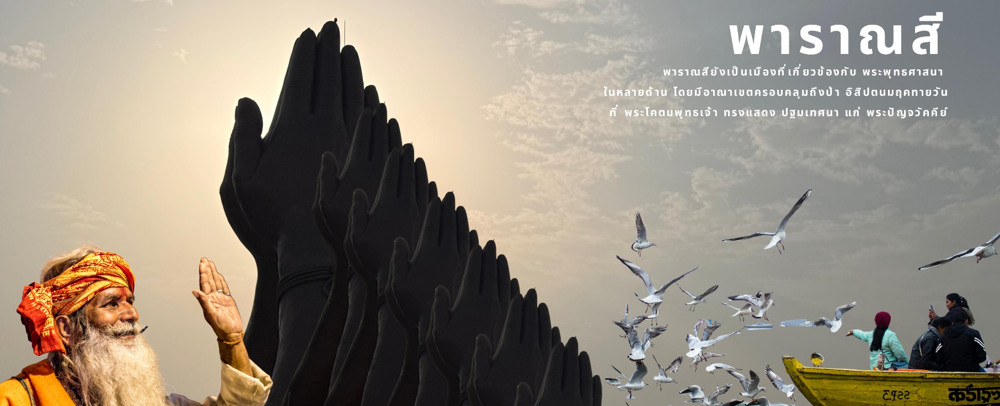 พาราณสี
พาราณสียังเป็นเมืองที่เกี่ยวข้องกับ พระพุทธศาสนา
ในหลายด้าน โดยมีอาณาเขตครอบคลุมถึงป่า อิสิปตนมฤคทายวัน
ที่ พระโคตมพุทธเจ้า ทรงแสดง ปฐมเทศนา แก่ พระปัญจวัคคีย์